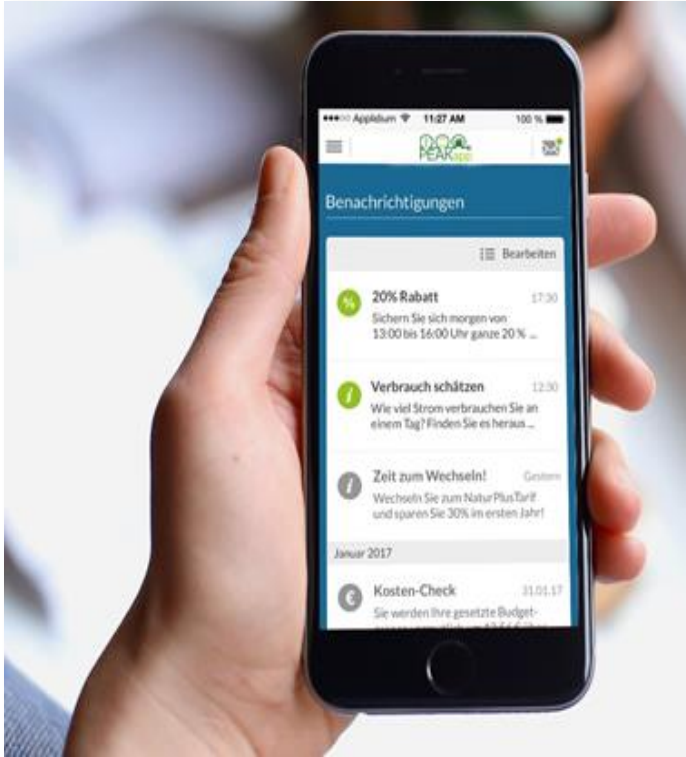 Applidium 11:27 AM 100 %
PEAKapp
Benachrichtigungen
Bearbeiten
20% Rabatt 17:30
Sichern Sie sich morgen von
13:00 bis 16:00 Uhr ganze 20 % ...
Verbrauch schätzen 12:30
Wie viel Strom verbrauchen Sie an
einem Tag? Finden Sie es heraus ...
Zeit zum Wechseln! Gestern
Wechseln Sie zum NaturPlusTarif
und sparen Sie 30% im ersten Jahr!
Januar 2017
Kosten-Check 31.01.17
Sie werden Ihre gesetzte Budget-